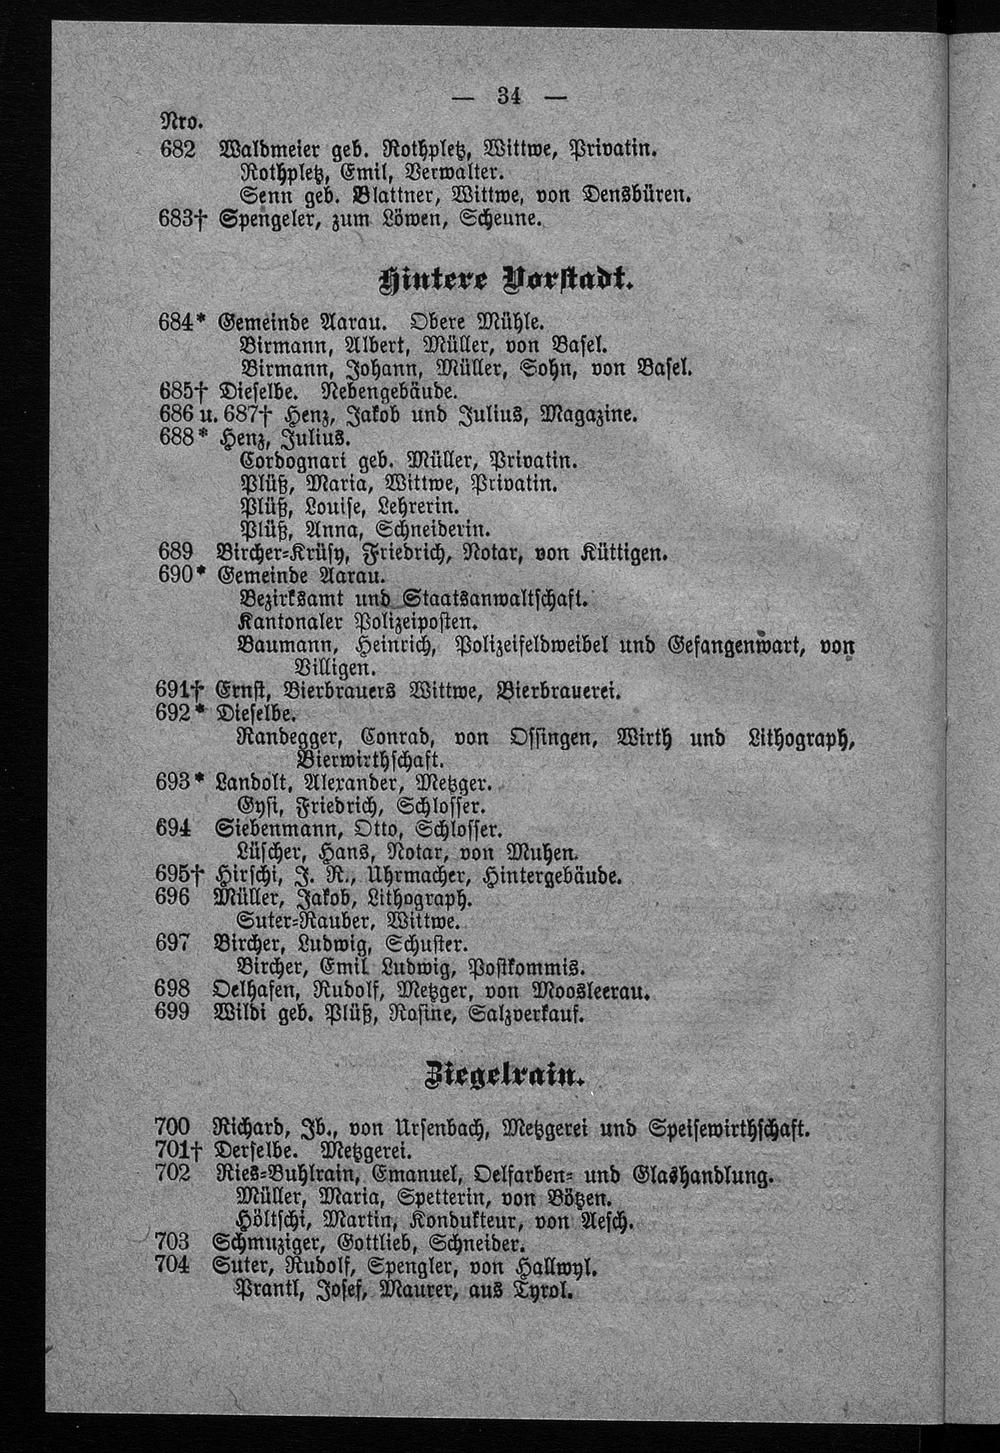 — 34 —
Nro.
682 Waldmeier geb. Rothpletz, Wittwe, Privatin.
Rothpletz, Emil, Verwalter.
Senn geb. Blattner, Wittwe, von Densbüren.
683† Spengeler, zum Löwen, Scheune.
Hintere Vorstadt.
684* Gemeinde Aarau. Obere Mühle.
Birmann, Albert, Müller, von Basel.
Birmann, Johann, Müller, Sohn, von Basel.
685† Dieselbe. Nebengebäude.
686 u. 687† Henz, Jakob und Julius, Magazine.
688* Henz, Julius.
Cordognari geb. Müller, Privatin.
Plüß, Maria, Wittwe, Privatin.
Plüß, Louise, Lehrerin.
Plüß, Anna, Schneiderin.
689 Bircher-Krüsy, Friedrich, Notar, von Küttigen.
690* Gemeinde Aarau.
Bezirksamt und Staatsanwaltschaft.
Kantonaler Polizeiposten.
Baumann, Heinrich, Polizeifeldweibel und Gefangenwart, von
Villigen.
691† Ernst, Bierbrauers Wittwe, Bierbrauerei.
692* Dieselbe.
Randegger, Conrad, von Ossingen, Wirth und Lithograph,
Bierwirthschaft.
693* Landolt, Alexander, Metzger.
Gysi, Friedrich, Schlosser.
694 Siebenmann, Otto, Schlosser.
Lüscher, Hans, Notar, von Muhen.
695† Hirschi, J. R., Uhrmacher, Hintergebäude.
696 Müller, Jakob, Lithograph.
Suter-Rauber, Wittwe.
697 Bircher, Ludwig, Schuster.
Bircher, Emil Ludwig, Postkommis.
698 Oelhafen, Rudolf, Metzger, von Moosleerau.
699 Wildi geb. Plüß, Rosine, Salzverkauf.
Ziegelrain.
700 Richard, Jb., von Ursenbach, Metzgerei und Speisewirthschaft.
701† Derselbe. Metzgerei.
702 Ries-Buhlrain, Emanuel, Oelfarben- und Glashandlung.
Müller, Maria, Spetterin, von Bötzen.
Höltschi, Martin, Kondukteur, von Aesch.
703 Schmuziger, Gottlieb, Schneider.
704 Suter, Rudolf, Spengler, von Hallwyl.
Prantl, Josef, Maurer, aus Tyrol.